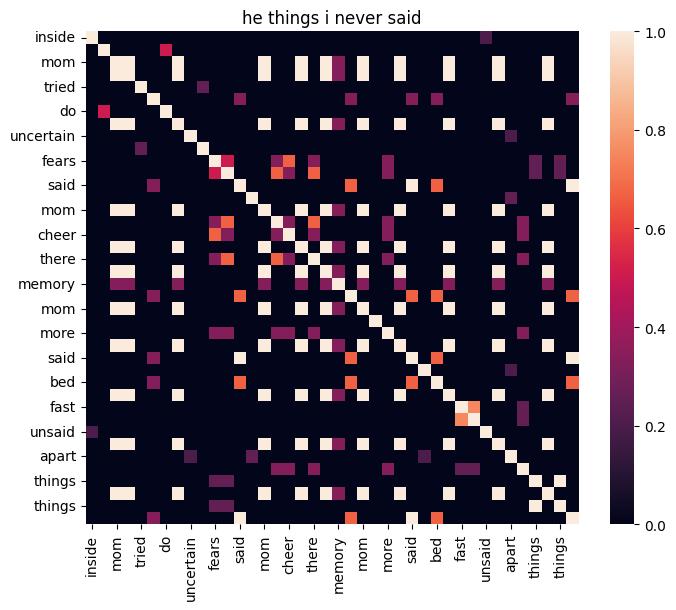 he things i never said
inside
mom
tried
do
uncertain
fears
said
mom
cheer
there
memory
mom
more
said
bed
fast
unsaid
apart
things
things
1.0
0.8
0.6
0.4
0.2
0.0
inside
mom
tried
do
uncertain
fears
said
mom
cheer
there
memory
mom
more
said
bed
fast
unsaid
apart
things
things